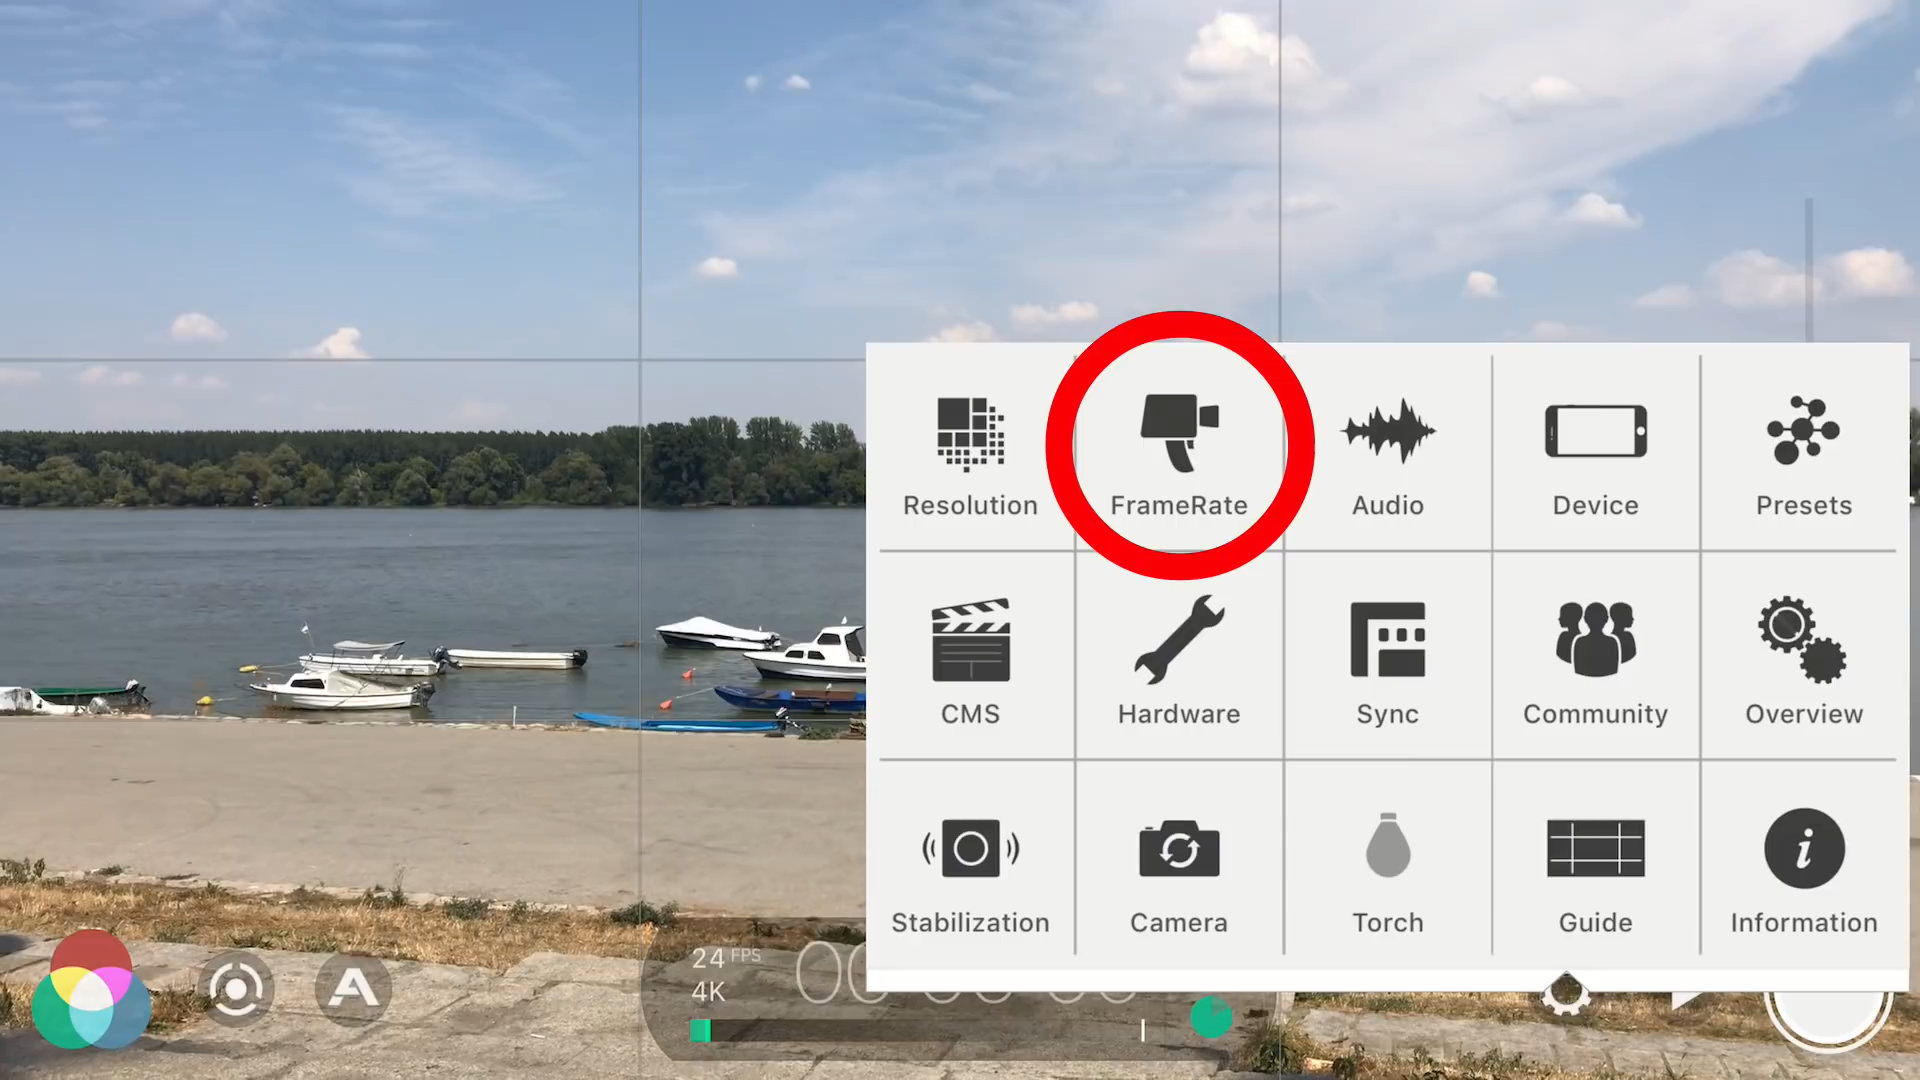 Resolution
FrameRate
Audio
Device
Presets
CMS
Hardware
Sync
Community
Overview
Stabilization
Camera
Torch
Guide
Information
24 FPS
4K